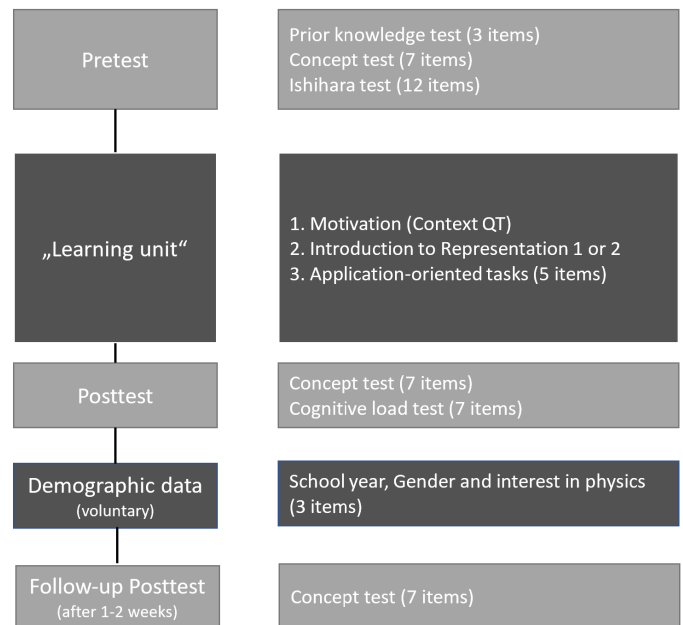 Pretest
Prior knowledge test (3 items)
Concept test (7 items)
Ishihara test (12 items)
„Learning unit“
1. Motivation (Context QT)
2. Introduction to Representation 1 or 2
3. Application-oriented tasks (5 items)
Posttest
Concept test (7 items)
Cognitive load test (7 items)
Demographic data
(voluntary)
School year, Gender and interest in physics
(3 items)
Follow-up Posttest
(after 1-2 weeks)
Concept test (7 items)